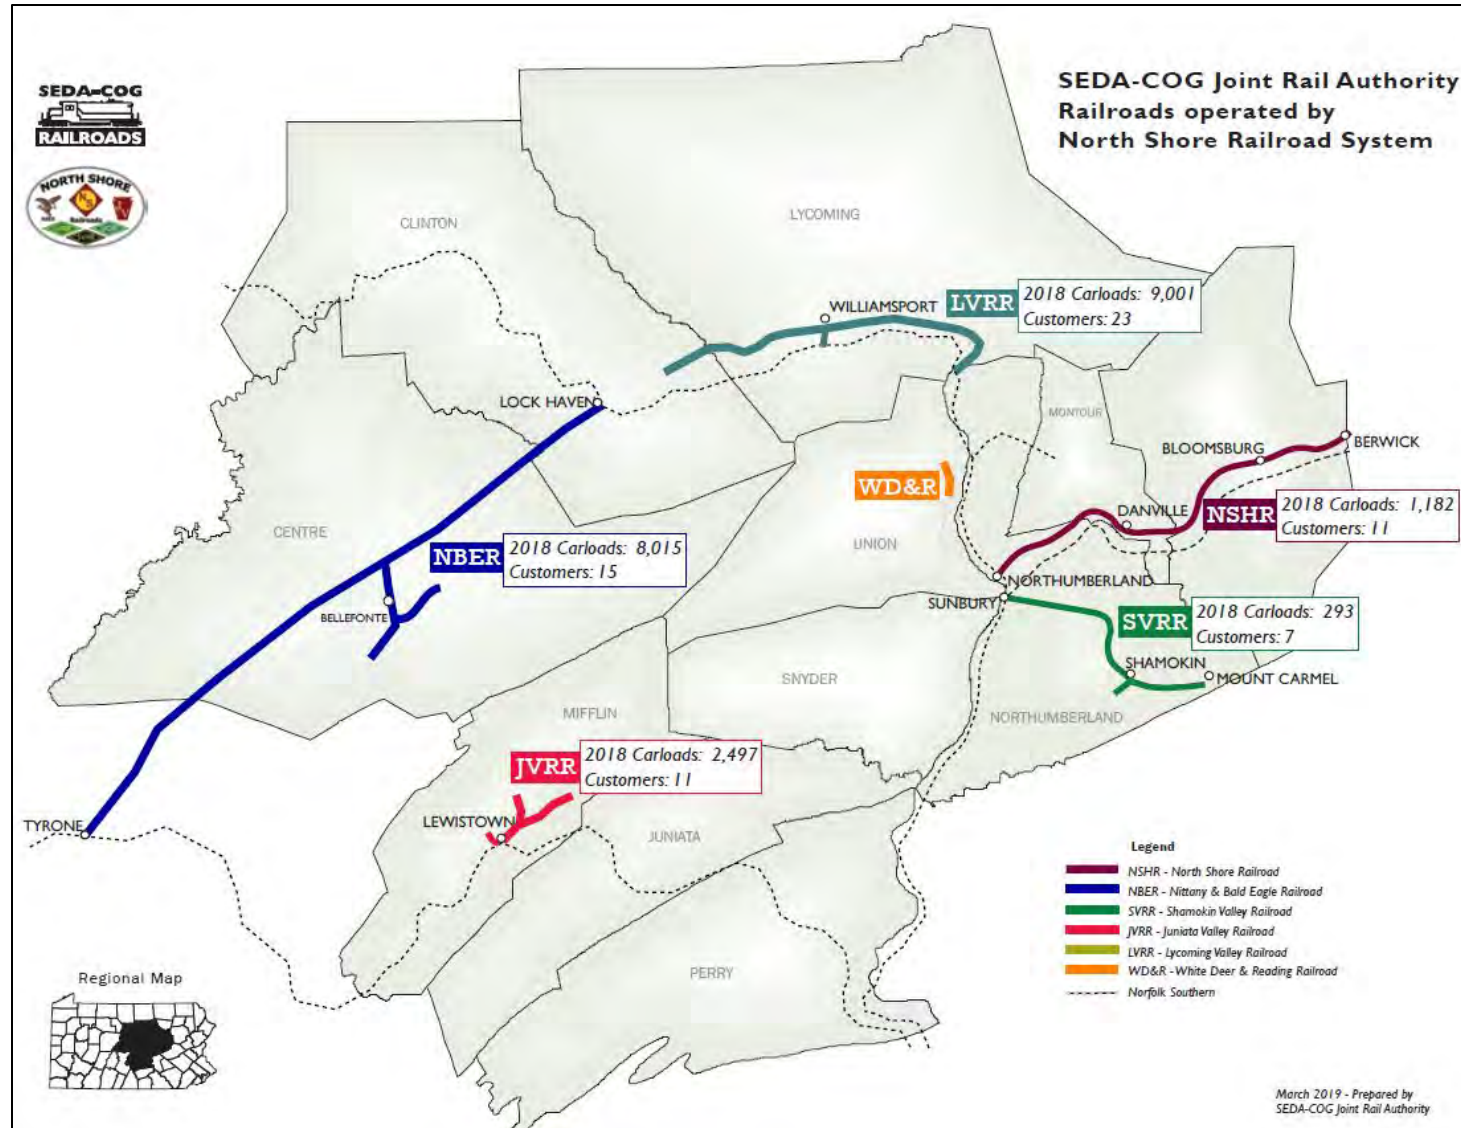 SEDA-COG Joint Rail Authority
Railroads operated by
North Shore Railroad System
SEDA-COG
RAILROADS
NORTH SHORE
Railroads
CLINTON
LYCOMING
WILLIAMSPORT
LVRR
2018 Carloads: 9,001
Customers: 23
LOCK HAVEN
MONTOUR
BLOOMSBURG
BERWICK
WD&R
CENTRE
UNION
DANVILLE
NSHR
2018 Carloads: 1,182
Customers: 11
NBER
2018 Carloads: 8,015
Customers: 15
BELLEFONTE
NORTHUMBERLAND
SUNBURY
SVRR
2018 Carloads: 293
Customers: 7
SHAMOKIN
MOUNT CARMEL
SNYDER
MIFFLIN
NORTHUMBERLAND
JVRR
2018 Carloads: 2,497
Customers: 11
TYRONE
LEWISTOWN
JUNIATA
PERRY
Legend
NSHR - North Shore Railroad
NBER - Nittany & Bald Eagle Railroad
SVRR - Shamokin Valley Railroad
JVRR - Juniata Valley Railroad
LVRR - Lycoming Valley Railroad
WD&R - White Deer & Reading Railroad
Norfolk Southern
Regional Map
March 2019 - Prepared by
SEDA-COG Joint Rail Authority